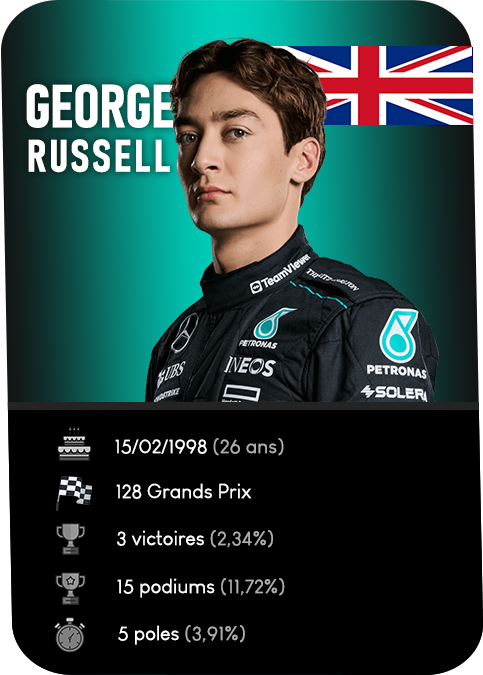 GEORGE
RUSSELL
TeamViewer
PETRONAS
UBS
INEOS
PETRONAS
SOLERA
15/02/1998 (26 ans)
128 Grands Prix
3 victoires (2,34%)
15 podiums (11,72%)
5 poles (3,91%)